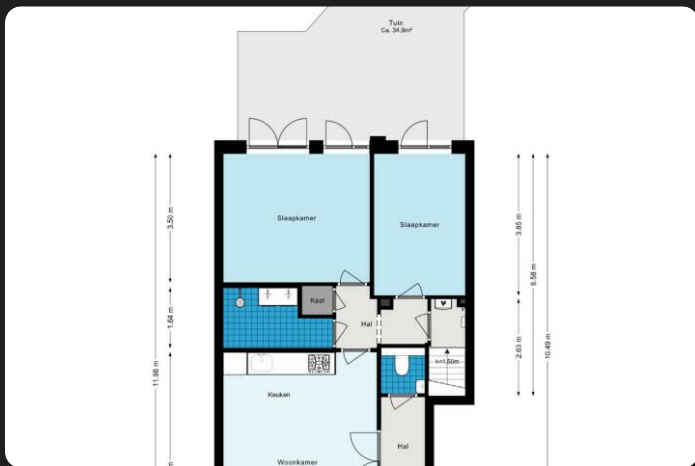 Tuin
Ca. 34,9m²
Slaapkamer
Slaapkamer
3.50 m
3.85 m
6.58 m
Kast
Hal
1.64 m
2.63 m
10.49 m
11.98 m
h<1.50m
Keuken
Hal
Woonkamer
m